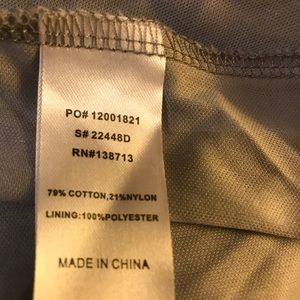 PO# 12001821
S# 22448D
RN#138713
79% COTTON,21%NYLON
LINING:100%POLYESTER
MADE IN CHINA